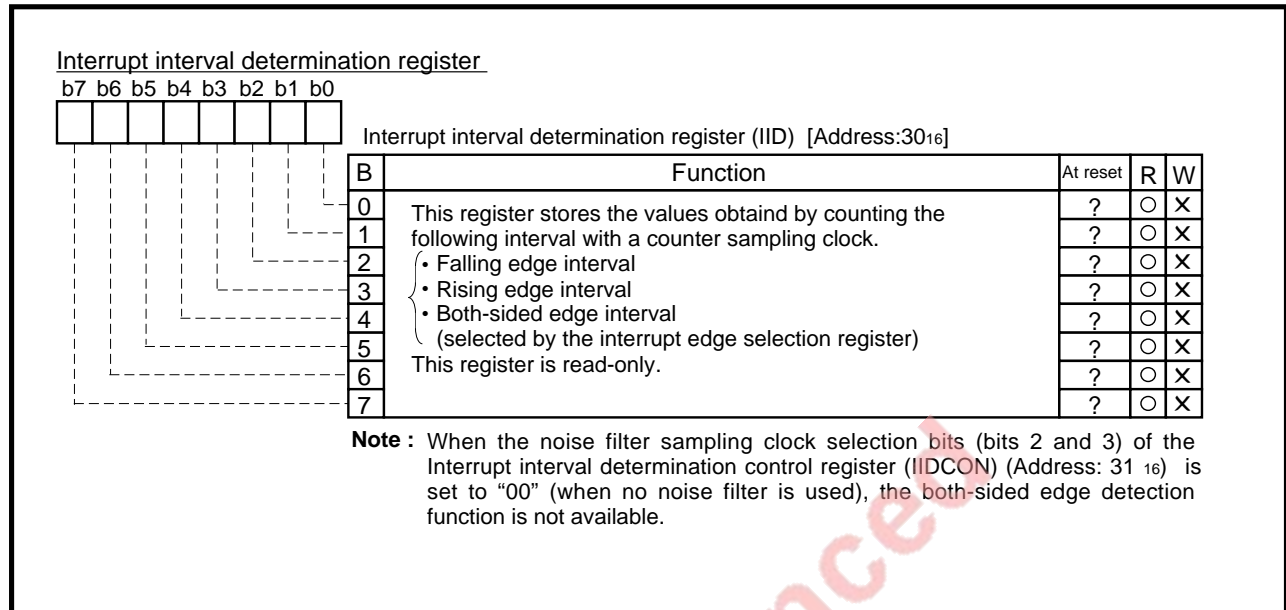 Interrupt interval determination register
b7 b6 b5 b4 b3 b2 b1 b0
Interrupt interval determination register (IID) [Address:3016]
B Function At reset R W
0 ? ○ ×
This register stores the values obtaind by counting the
1 ? ○ ×
following interval with a counter sampling clock.
2 • Falling edge interval ? ○ ×
3 • Rising edge interval ? ○ ×
4 • Both-sided edge interval ? ○ ×
5 (selected by the interrupt edge selection register) ? ○ ×
This register is read-only.
6 ? ○ ×
7 ? ○ ×
Note : When the noise filter sampling clock selection bits (bits 2 and 3) of the
Interrupt interval determination control register (IIDCON) (Address: 31 16) is
set to “00” (when no noise filter is used), the both-sided edge detection
function is not available.
nced